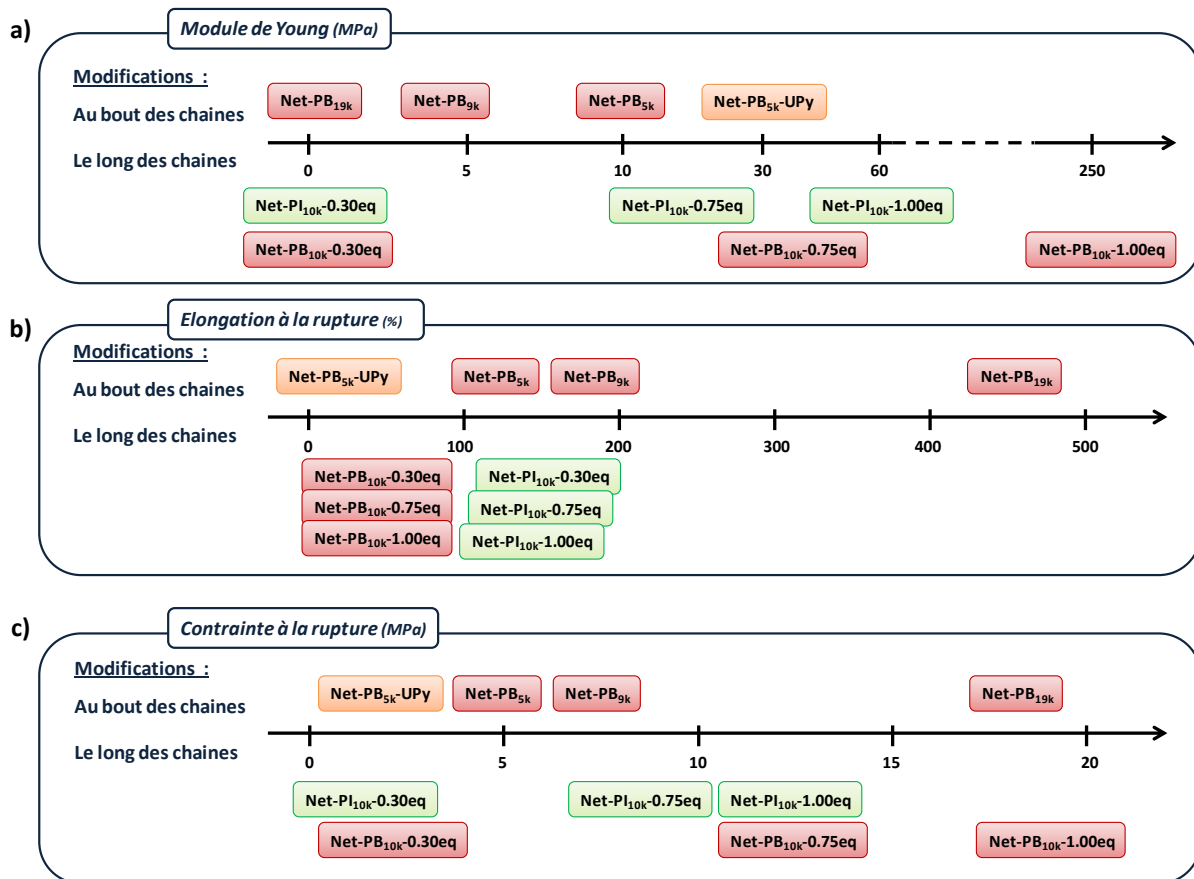 a)
Module de Young (MPa)
Modifications :
Au bout des chaines
Net-PB19k Net-PB9k Net-PB5k Net-PB5k-UPy
Le long des chaines
0 5 10 30 60 250
Net-PI10k-0.30eq Net-PI10k-0.75eq Net-PI10k-1.00eq
Net-PB10k-0.30eq Net-PB10k-0.75eq Net-PB10k-1.00eq
b)
Elongation à la rupture (%)
Modifications :
Au bout des chaines
Net-PB5k-UPy Net-PB5k Net-PB9k Net-PB19k
Le long des chaines
0 100 200 300 400 500
Net-PB10k-0.30eq Net-PI10k-0.30eq
Net-PB10k-0.75eq Net-PI10k-0.75eq
Net-PB10k-1.00eq Net-PI10k-1.00eq
c)
Contrainte à la rupture (MPa)
Modifications :
Au bout des chaines
Net-PB5k-UPy Net-PB5k Net-PB9k Net-PB19k
Le long des chaines
0 5 10 15 20
Net-PI10k-0.30eq Net-PI10k-0.75eq Net-PI10k-1.00eq
Net-PB10k-0.30eq Net-PB10k-0.75eq Net-PB10k-1.00eq